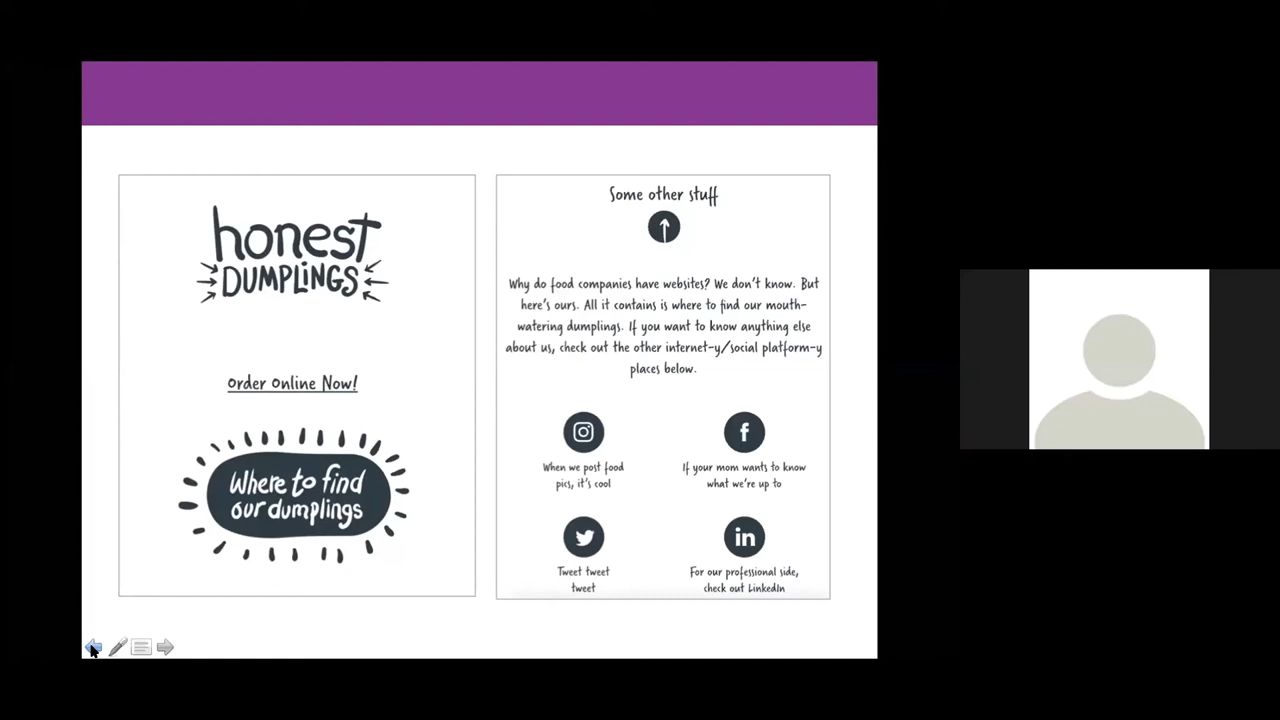 honest
DUMPLINGS
Order Online Now!
Where to find
our dumplings
Some other stuff
Why do food companies have websites? We don't know. But
here's ours. All it contains is where to find our mouth-
watering dumplings. If you want to know anything else
about us, check out the other internet-y/social platform-y
places below.
When we post food
pics, it's cool
If your mom wants to know
what we're up to
Tweet tweet
tweet
in
For our professional side,
check out LinkedIn